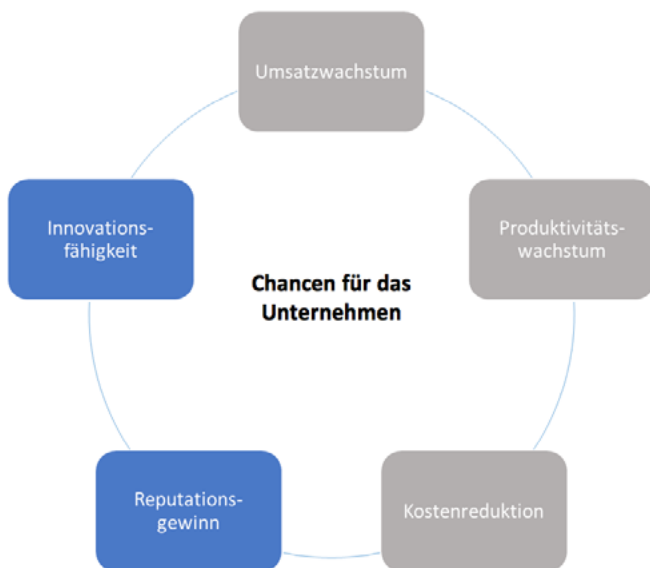 Umsatzwachstum
Innovations-
fähigkeit
Produktivitäts-
wachstum
Chancen für das
Unternehmen
Reputations-
gewinn
Kostenreduktion